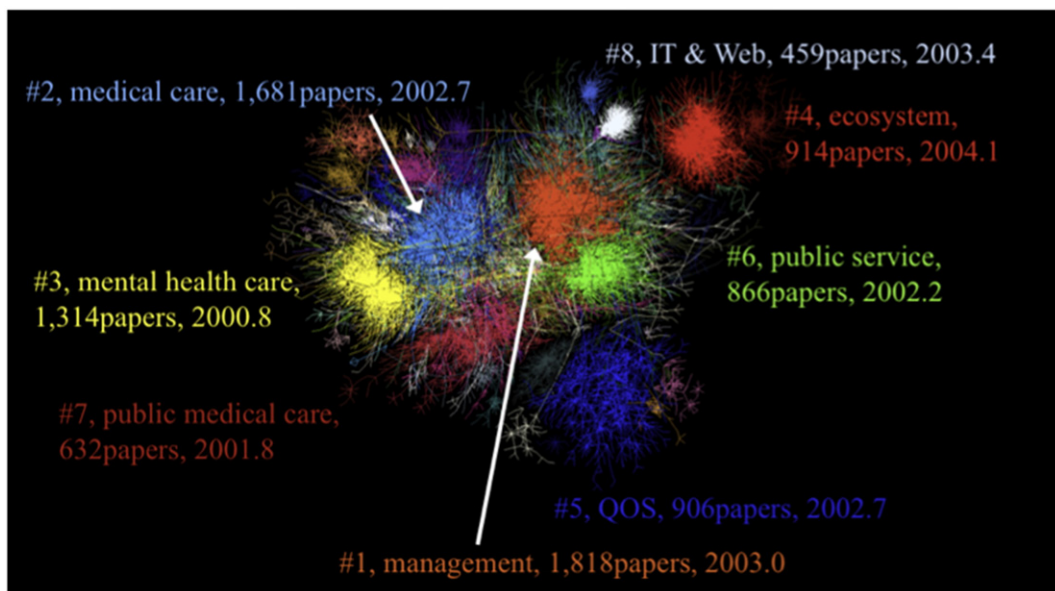 #8, IT & Web, 459papers, 2003.4
#2, medical care, 1,681papers, 2002.7
#4, ecosystem,
914papers, 2004.1
#6, public service,
866papers, 2002.2
#3, mental health care,
1,314papers, 2000.8
#7, public medical care,
632papers, 2001.8
#5, QOS, 906papers, 2002.7
#1, management, 1,818papers, 2003.0